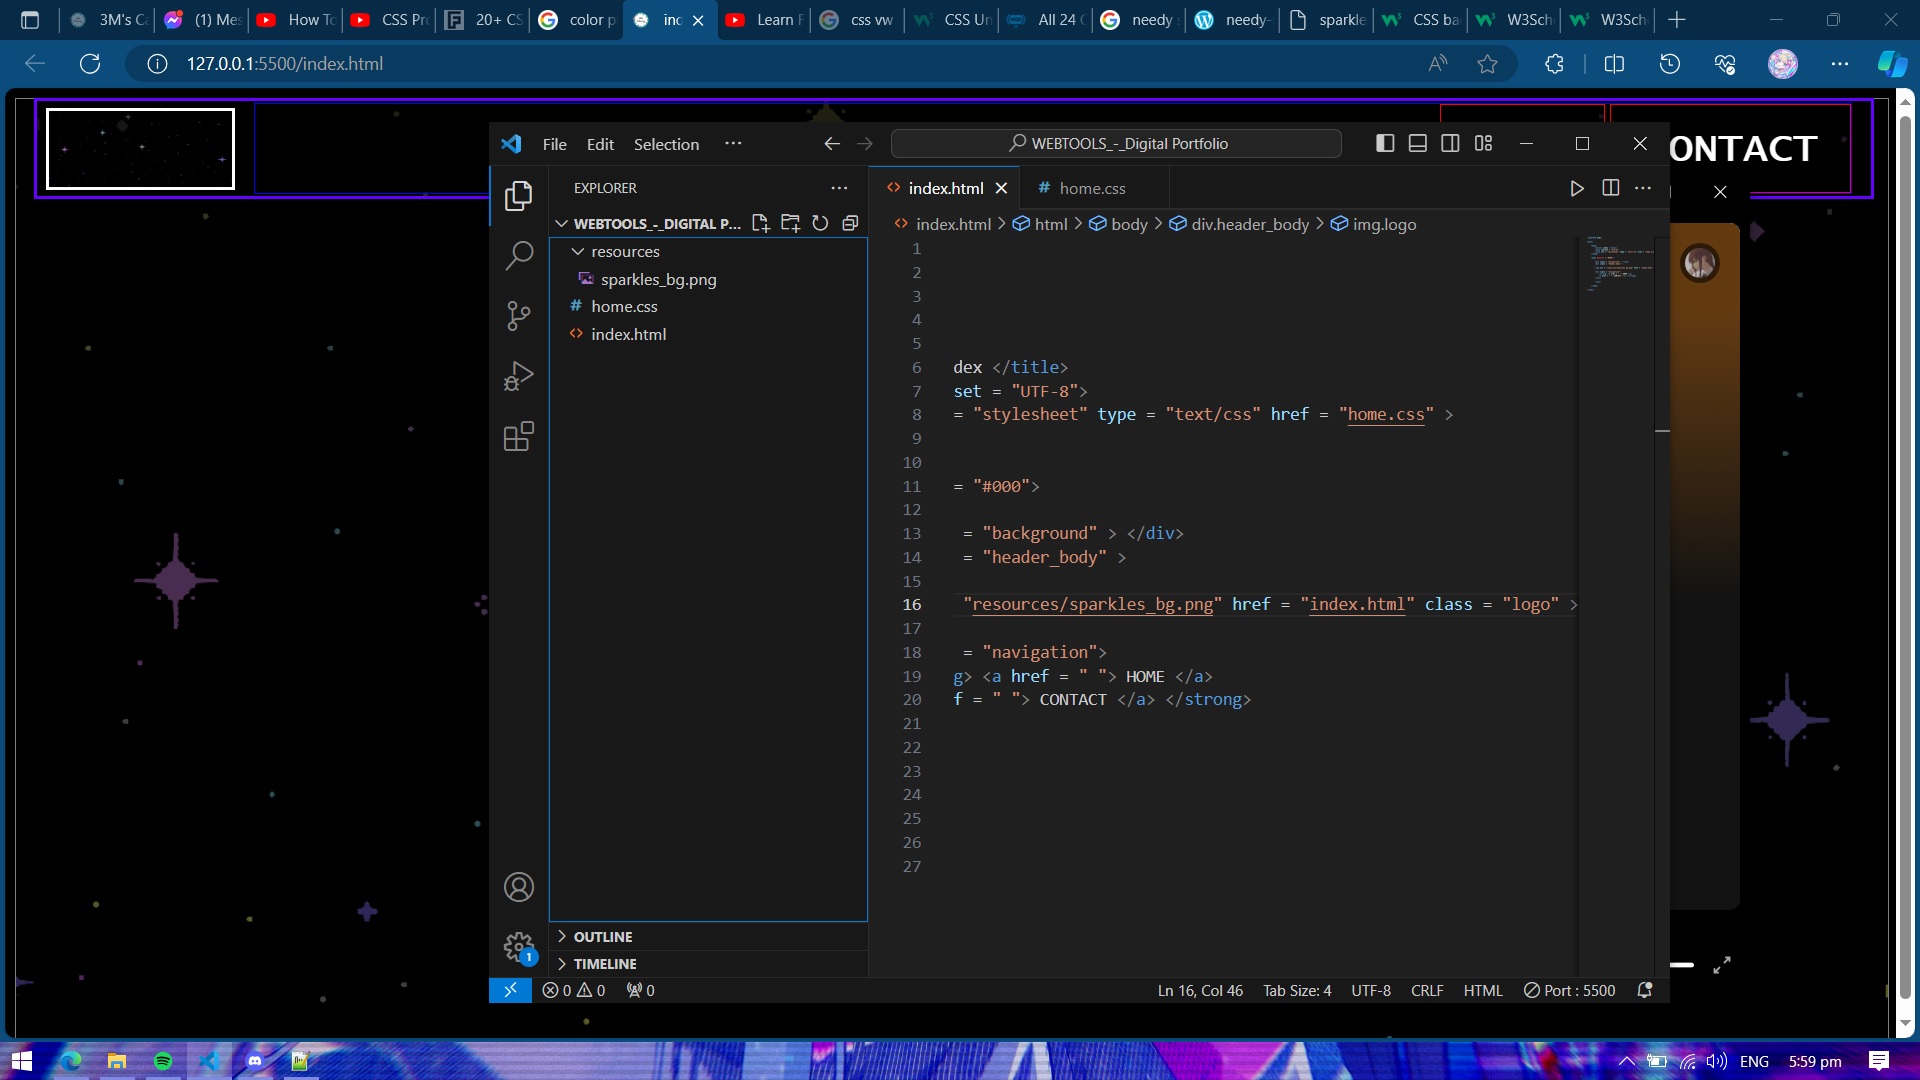 3M's Ca
(1) Mes
How To
CSS Pro
20+ CS
color p
inc
Learn F
css vw
CSS Un
All 24 C
needy s
needy-
sparkle
CSS ba
W3Sch
W3Sch
127.0.0.1:5500/index.html
ONTACT
File Edit Selection ···
WEBTOOLS_-_Digital Portfolio
EXPLORER
WEBTOOLS_-_DIGITAL P...
resources
sparkles_bg.png
home.css
index.html
OUTLINE
TIMELINE
index.html
home.css
index.html > html > body > div.header_body > img.logo
1
2
3
4
5
6 dex </title>
7 set = "UTF-8">
8 = "stylesheet" type = "text/css" href = "home.css" >
9
10
11 = "#000">
12
13 = "background" > </div>
14 = "header_body" >
15
16 "resources/sparkles_bg.png" href = "index.html" class = "logo" >
17
18 = "navigation">
19 g> <a href = " "> HOME </a>
20 f = " "> CONTACT </a> </strong>
21
22
23
24
25
26
27
1
0 0 0
Ln 16, Col 46 Tab Size: 4 UTF-8 CRLF HTML Port : 5500
ENG 5:59 pm